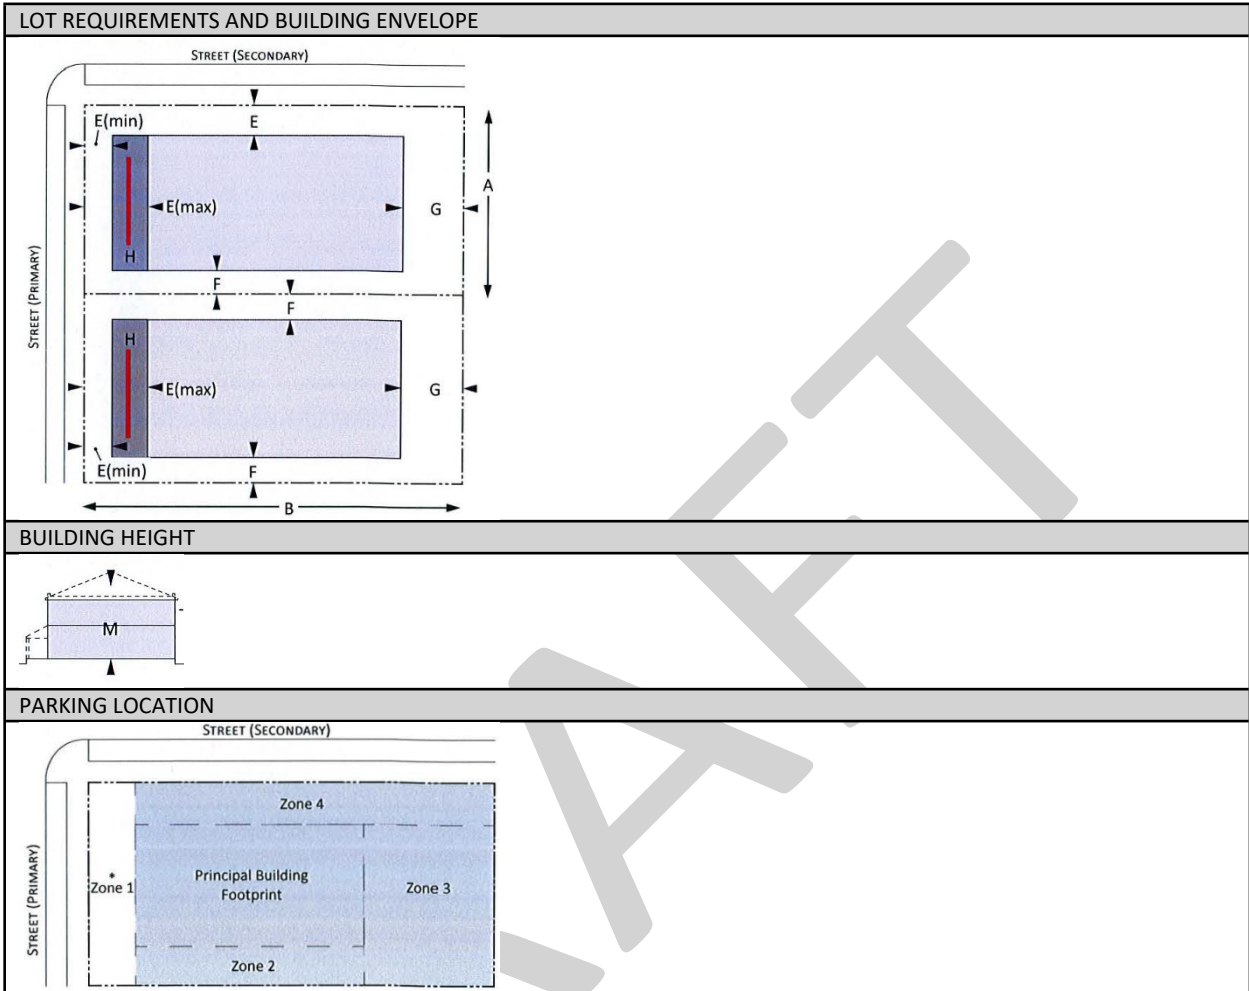 LOT REQUIREMENTS AND BUILDING ENVELOPE
STREET (SECONDARY)
E(min)
E
A
E(max)
G
H
F
STREET (PRIMARY)
F
H
E(max)
G
E(min)
F
B
BUILDING HEIGHT
M
PARKING LOCATION
STREET (SECONDARY)
Zone 4
STREET (PRIMARY)
*
Zone 1
Principal Building
Footprint
Zone 3
Zone 2
RAFT